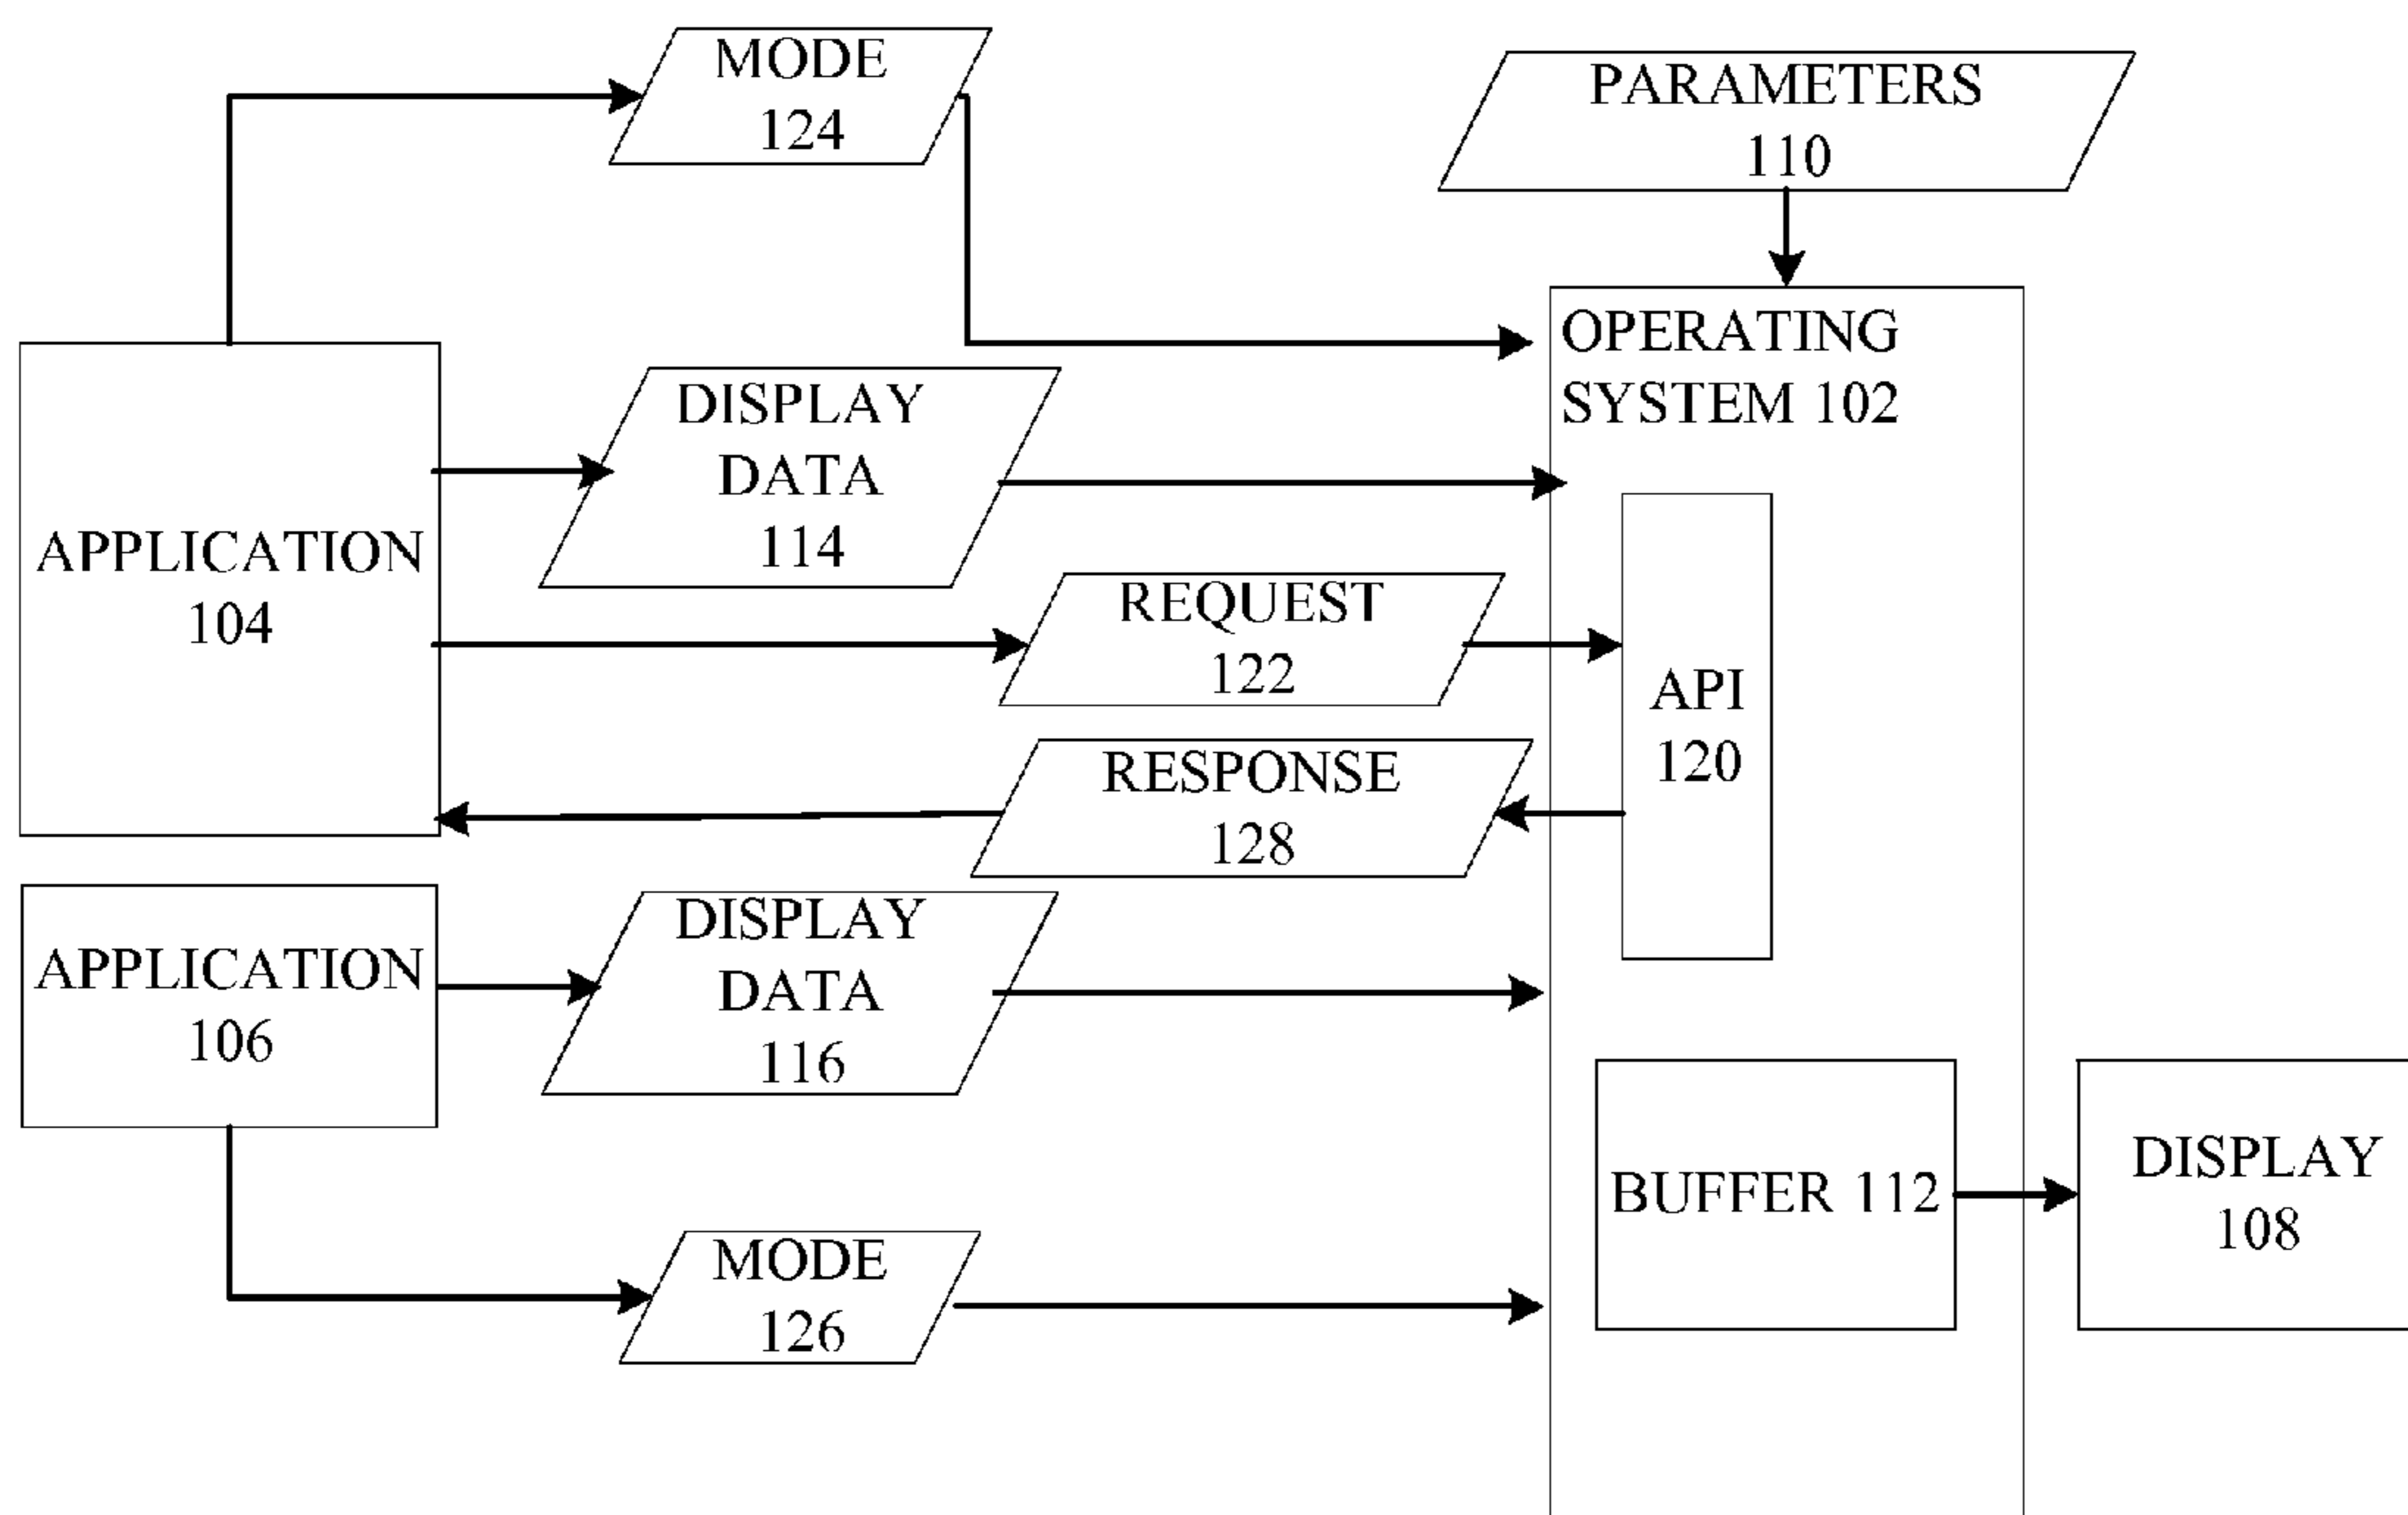 MODE
124
PARAMETERS
110
OPERATING
SYSTEM 102
DISPLAY
DATA
114
APPLICATION
104
REQUEST
122
API
120
RESPONSE
128
DISPLAY
DATA
116
APPLICATION
106
BUFFER 112
DISPLAY
108
MODE
126